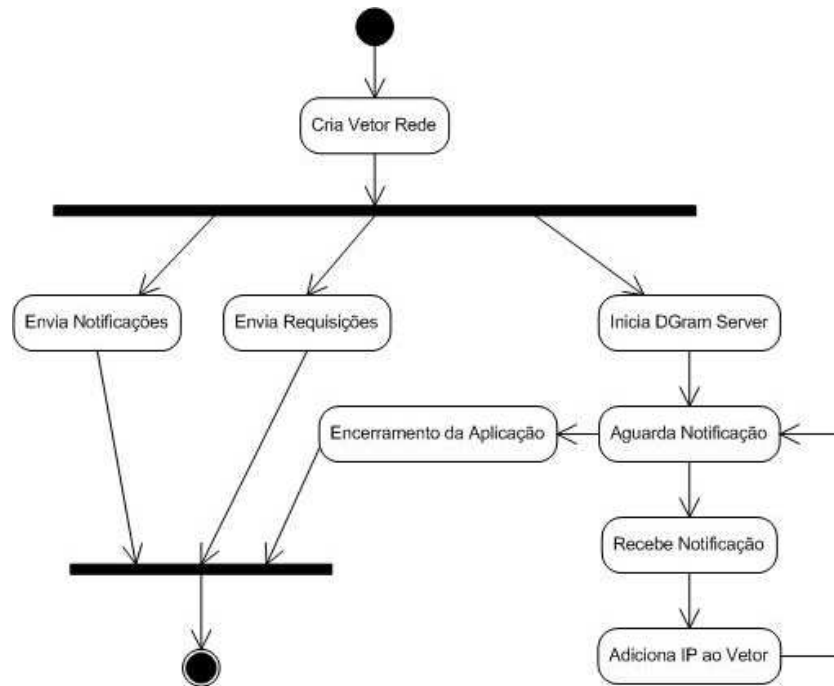 Cria Vetor Rede
Envia Notificações
Envia Requisições
Inicia DGram Server
Encerramento da Aplicação
Aguarda Notificação
Recebe Notificação
Adiciona IP ao Vetor